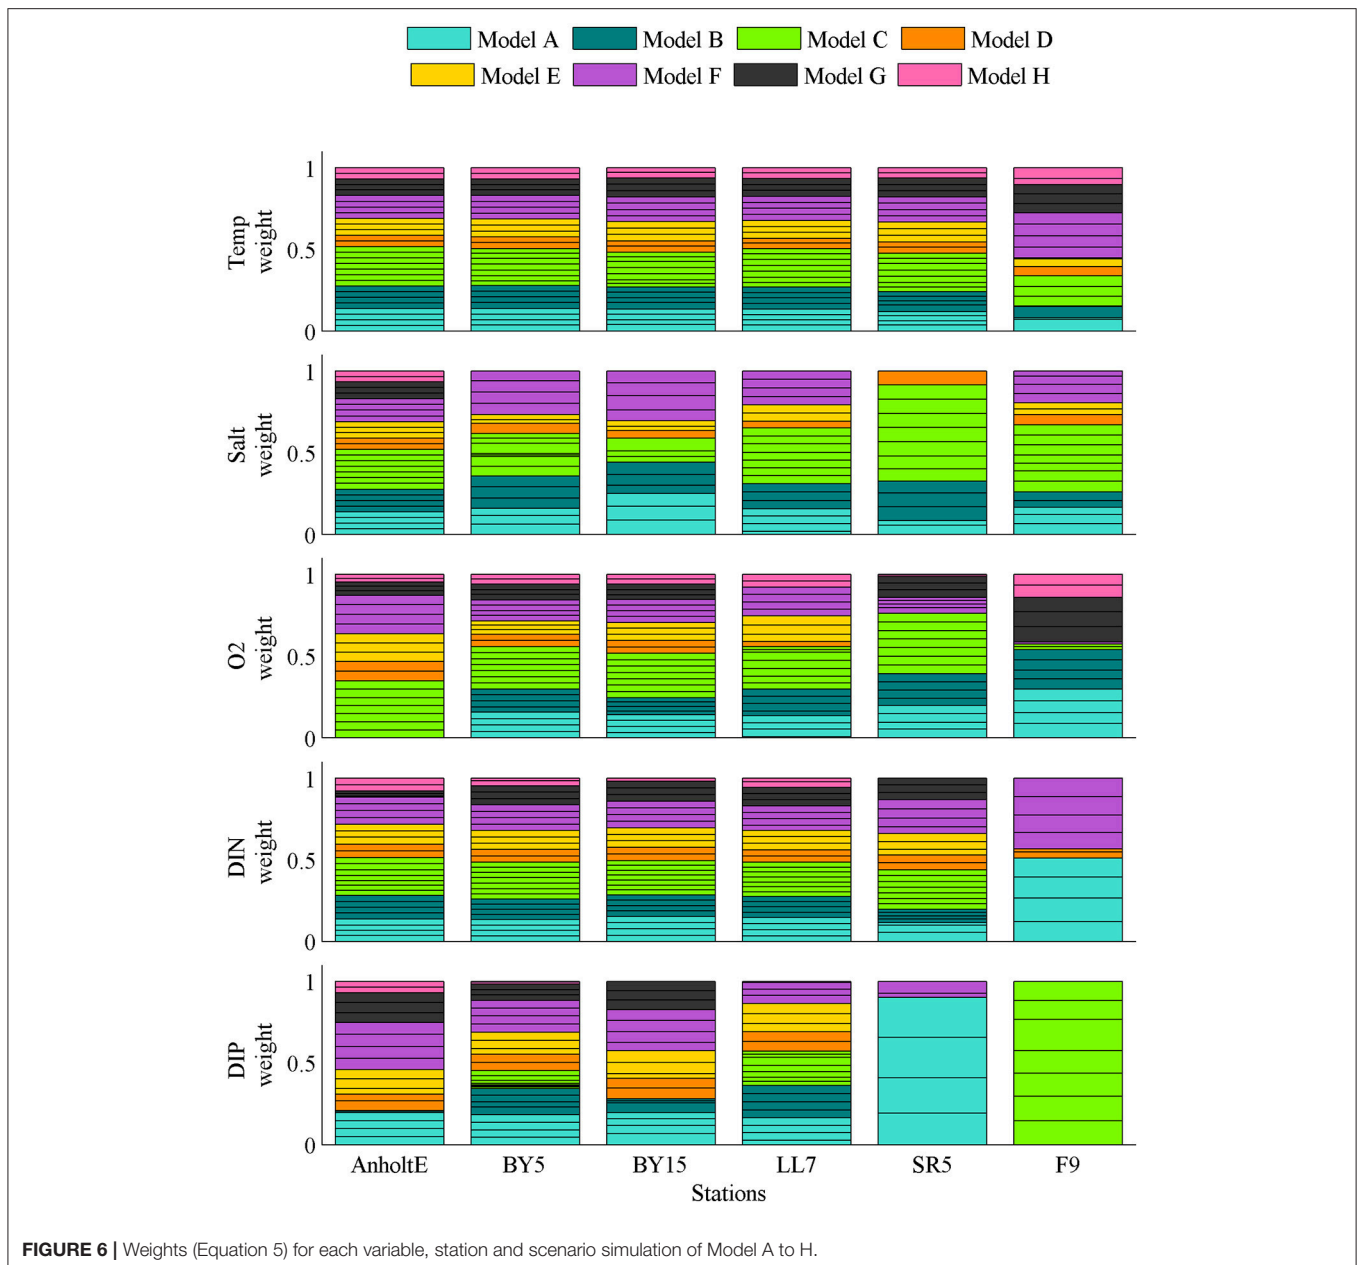 Model A Model B Model C Model D
Model E Model F Model G Model H
1
0.5
0
Temp
weight
1
0.5
0
Salt
weight
1
0.5
0
O2
weight
1
0.5
0
DIN
weight
1
0.5
0
DIP
weight
AnholtE BY5 BY15 LL7 SR5 F9
Stations
FIGURE 6 | Weights (Equation 5) for each variable, station and scenario simulation of Model A to H.